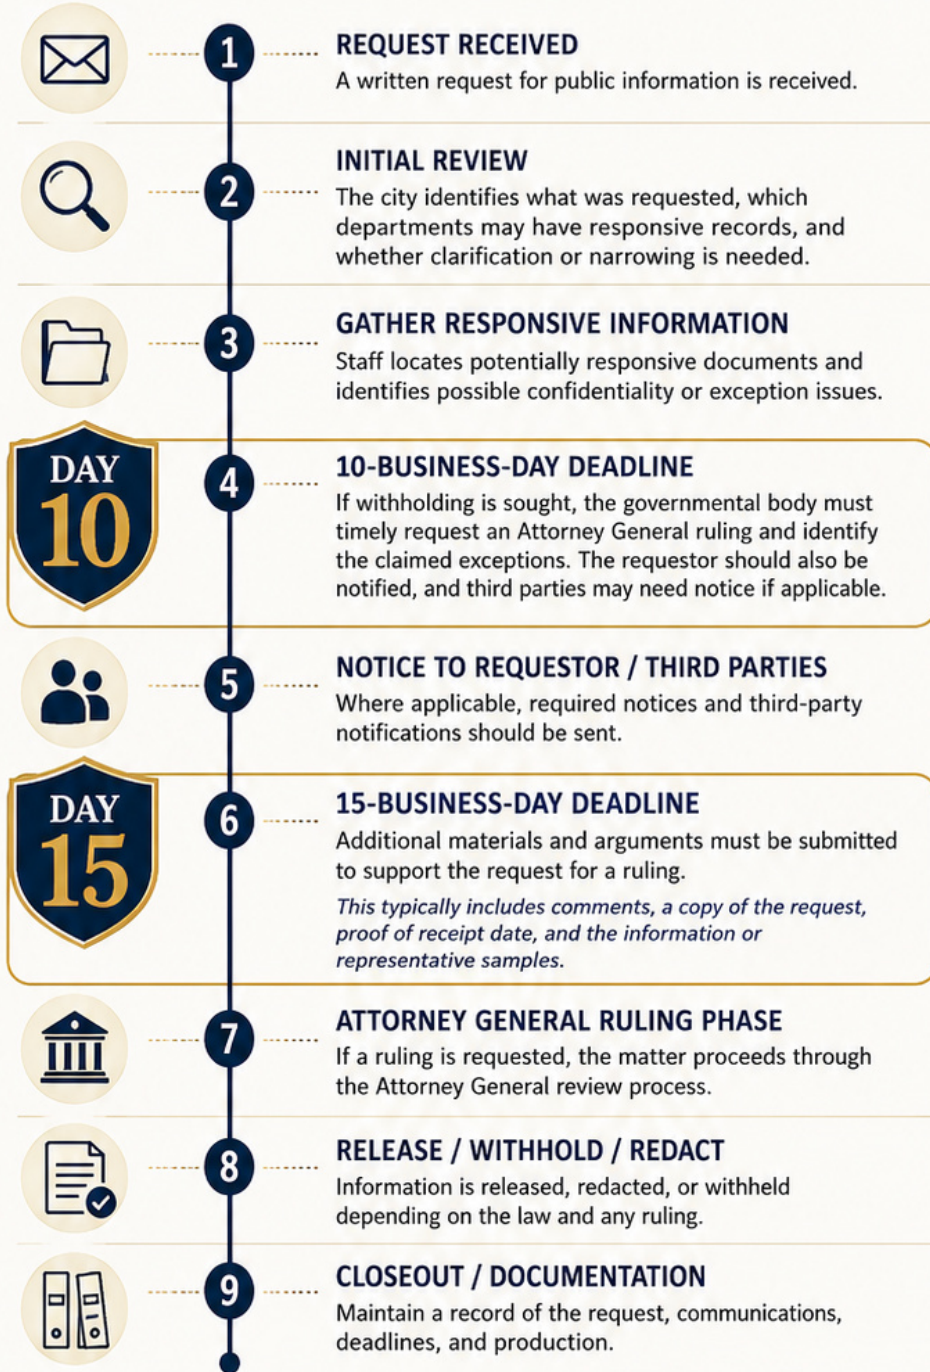 1
REQUEST RECEIVED
A written request for public information is received.
2
INITIAL REVIEW
The city identifies what was requested, which
departments may have responsive records, and
whether clarification or narrowing is needed.
3
GATHER RESPONSIVE INFORMATION
Staff locates potentially responsive documents and
identifies possible confidentiality or exception issues.
DAY
10
4
10-BUSINESS-DAY DEADLINE
If withholding is sought, the governmental body must
timely request an Attorney General ruling and identify
the claimed exceptions. The requestor should also be
notified, and third parties may need notice if applicable.
5
NOTICE TO REQUESTOR / THIRD PARTIES
Where applicable, required notices and third-party
notifications should be sent.
DAY
15
6
15-BUSINESS-DAY DEADLINE
Additional materials and arguments must be submitted
to support the request for a ruling.
This typically includes comments, a copy of the request,
proof of receipt date, and the information or
representative samples.
7
ATTORNEY GENERAL RULING PHASE
If a ruling is requested, the matter proceeds through
the Attorney General review process.
8
RELEASE / WITHHOLD / REDACT
Information is released, redacted, or withheld
depending on the law and any ruling.
9
CLOSEOUT / DOCUMENTATION
Maintain a record of the request, communications,
deadlines, and production.